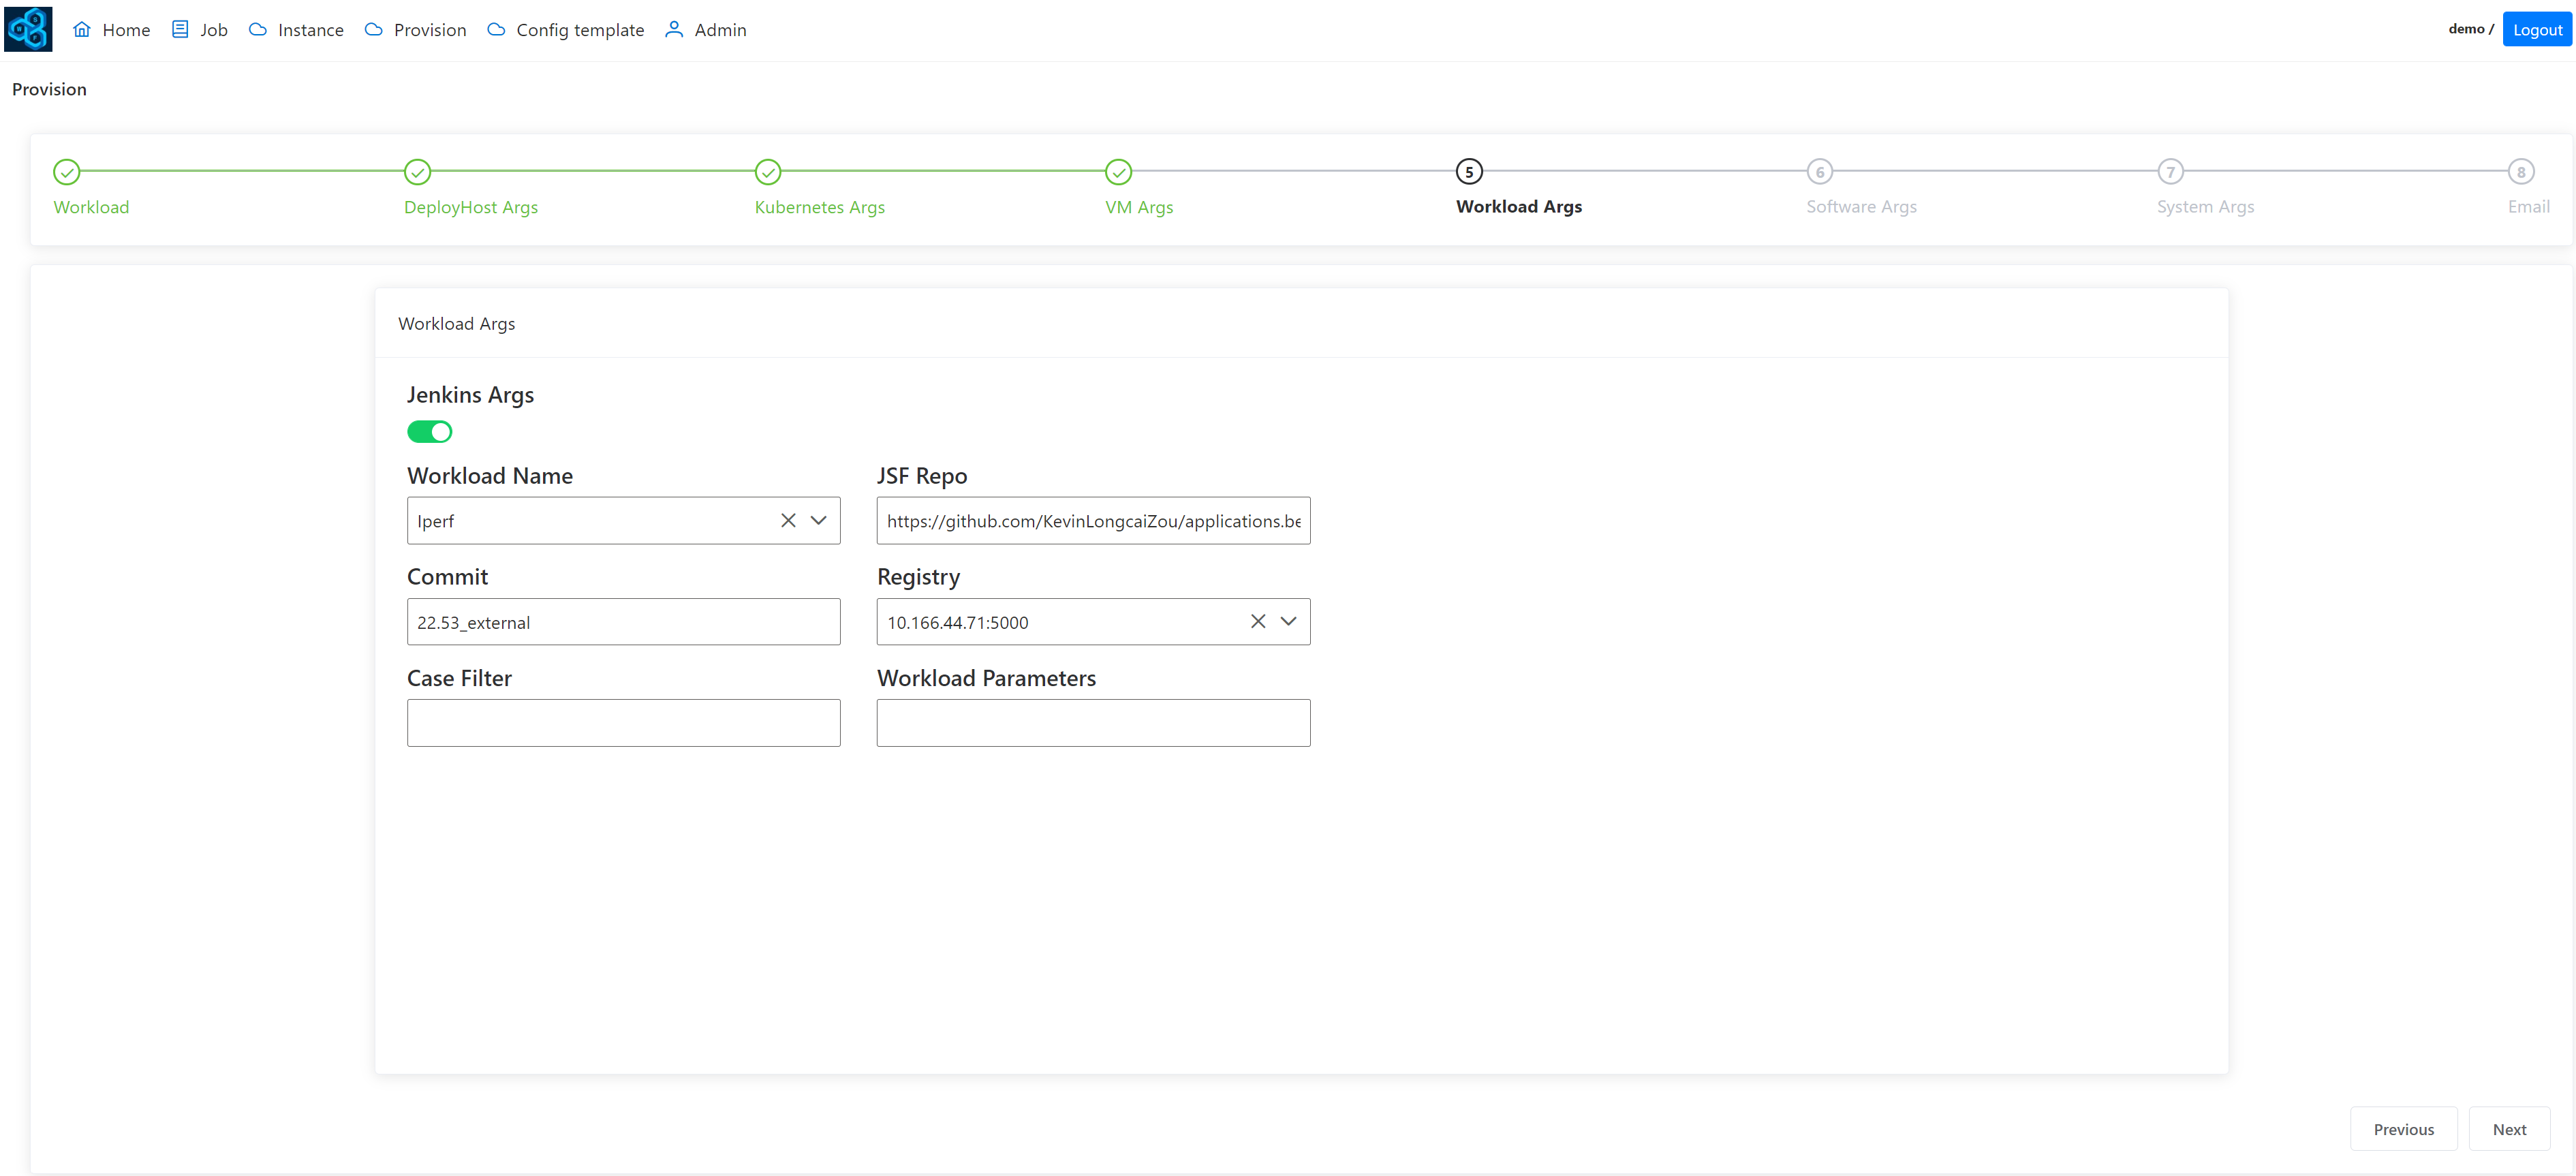 Home Job Instance Provision Config template Admin demo / Logout
Provision
5 6 7 8
Workload DeployHost Args Kubernetes Args VM Args Workload Args Software Args System Args Email
Workload Args
Jenkins Args
Workload Name JSF Repo
Iperf https://github.com/KevinLongcaiZou/applications.be
Commit Registry
22.53_external 10.166.44.71:5000
Case Filter Workload Parameters
Previous Next